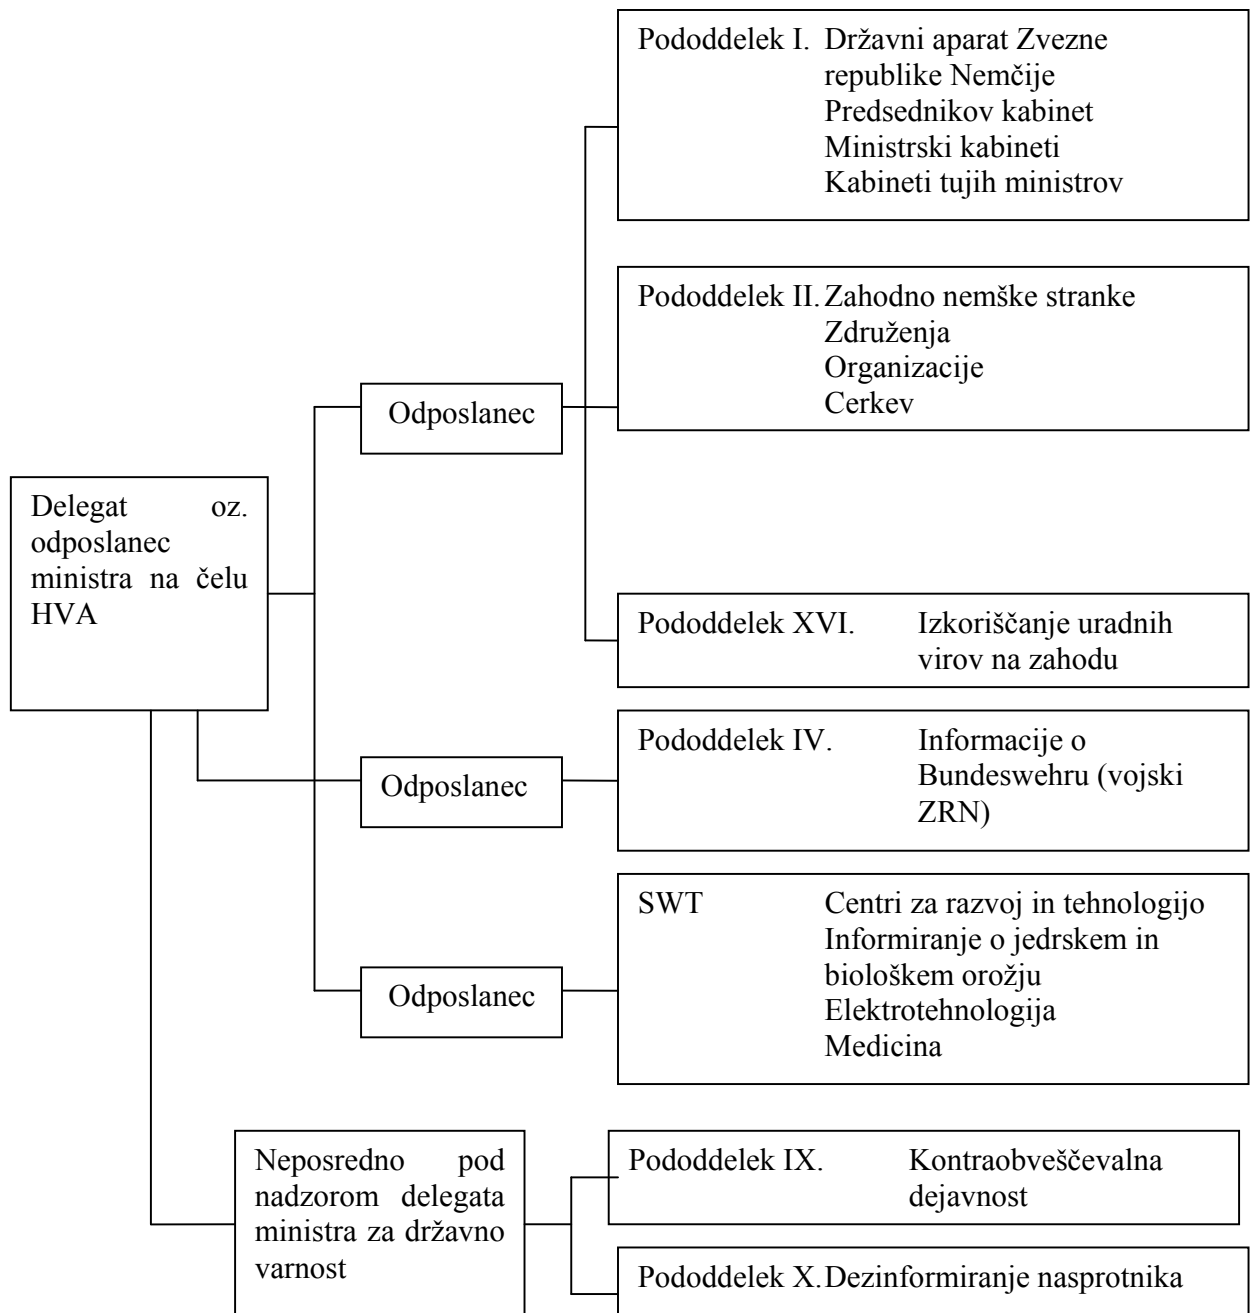 Pododdelek I. Državni aparat Zvezne
republike Nemčije
Predsednikov kabinet
Ministrski kabineti
Kabineti tujih ministrov
Pododdelek II. Zahodno nemške stranke
Združenja
Organizacije
Cerkev
Odposlanec
Delegat oz.
odposlanec
ministra na čelu
HVA
Pododdelek XVI. Izkoriščanje uradnih
virov na zahodu
Pododdelek IV. Informacije o
Bundeswehru (vojski
ZRN)
Odposlanec
SWT Centri za razvoj in tehnologijo
Informiranje o jedrskem in
biološkem orožju
Elektrotehnologija
Medicina
Odposlanec
Neposredno pod
nadzorom delegata
ministra za državno
varnost
Pododdelek IX. Kontraobveščevalna
dejavnost
Pododdelek X. Dezinformiranje nasprotnika